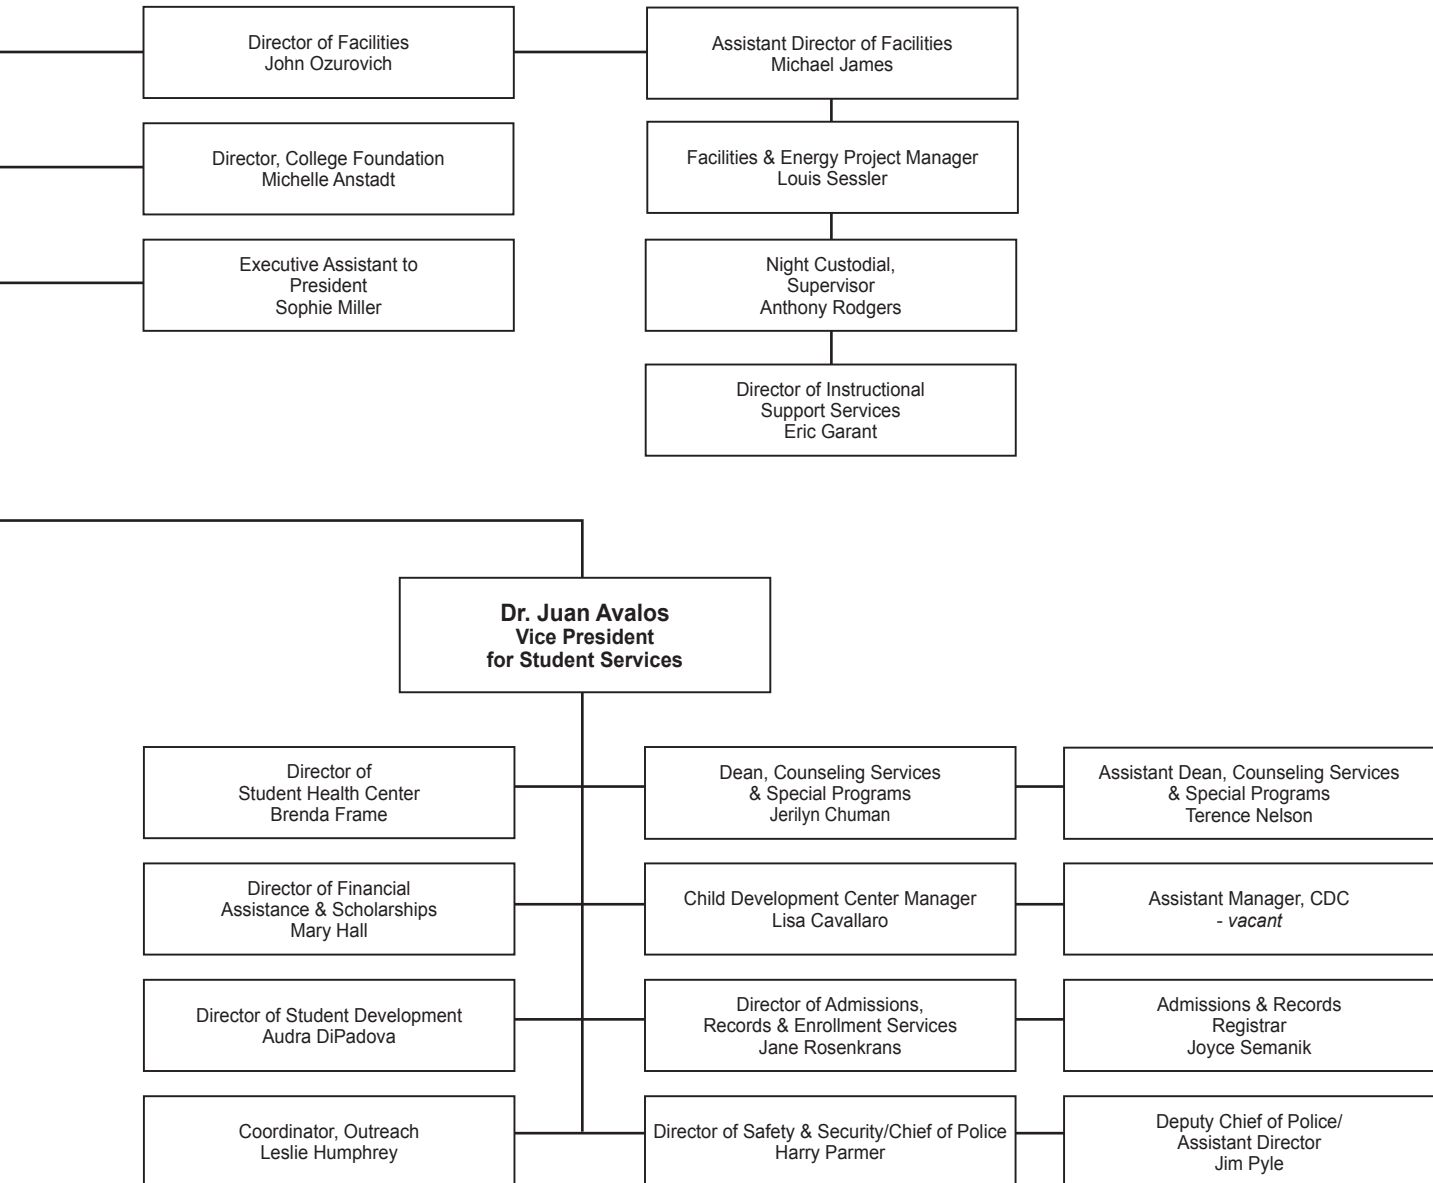 Director of Facilities
John Ozurovich
Assistant Director of Facilities
Michael James
Director, College Foundation
Michelle Anstadt
Facilities & Energy Project Manager
Louis Sessler
Executive Assistant to
President
Sophie Miller
Night Custodial,
Supervisor
Anthony Rodgers
Director of Instructional
Support Services
Eric Garant
Dr. Juan Avalos
Vice President
for Student Services
Director of
Student Health Center
Brenda Frame
Dean, Counseling Services
& Special Programs
Jerilyn Chuman
Assistant Dean, Counseling Services
& Special Programs
Terence Nelson
Director of Financial
Assistance & Scholarships
Mary Hall
Child Development Center Manager
Lisa Cavallaro
Assistant Manager, CDC
- vacant
Director of Student Development
Audra DiPadova
Director of Admissions,
Records & Enrollment Services
Jane Rosenkrans
Admissions & Records
Registrar
Joyce Semanik
Coordinator, Outreach
Leslie Humphrey
Director of Safety & Security/Chief of Police
Harry Parmer
Deputy Chief of Police/
Assistant Director
Jim Pyle